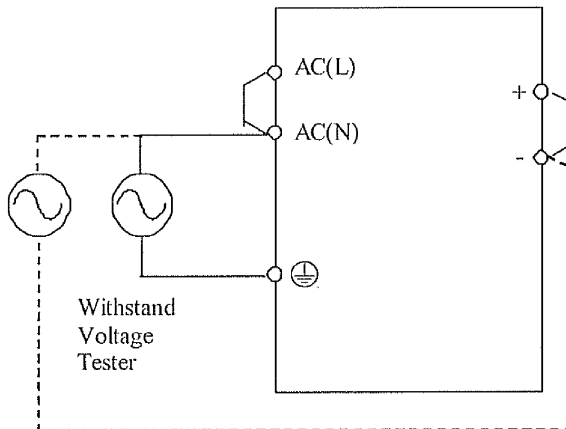 AC(L)
+
AC(N)
-
Withstand
Voltage
Tester